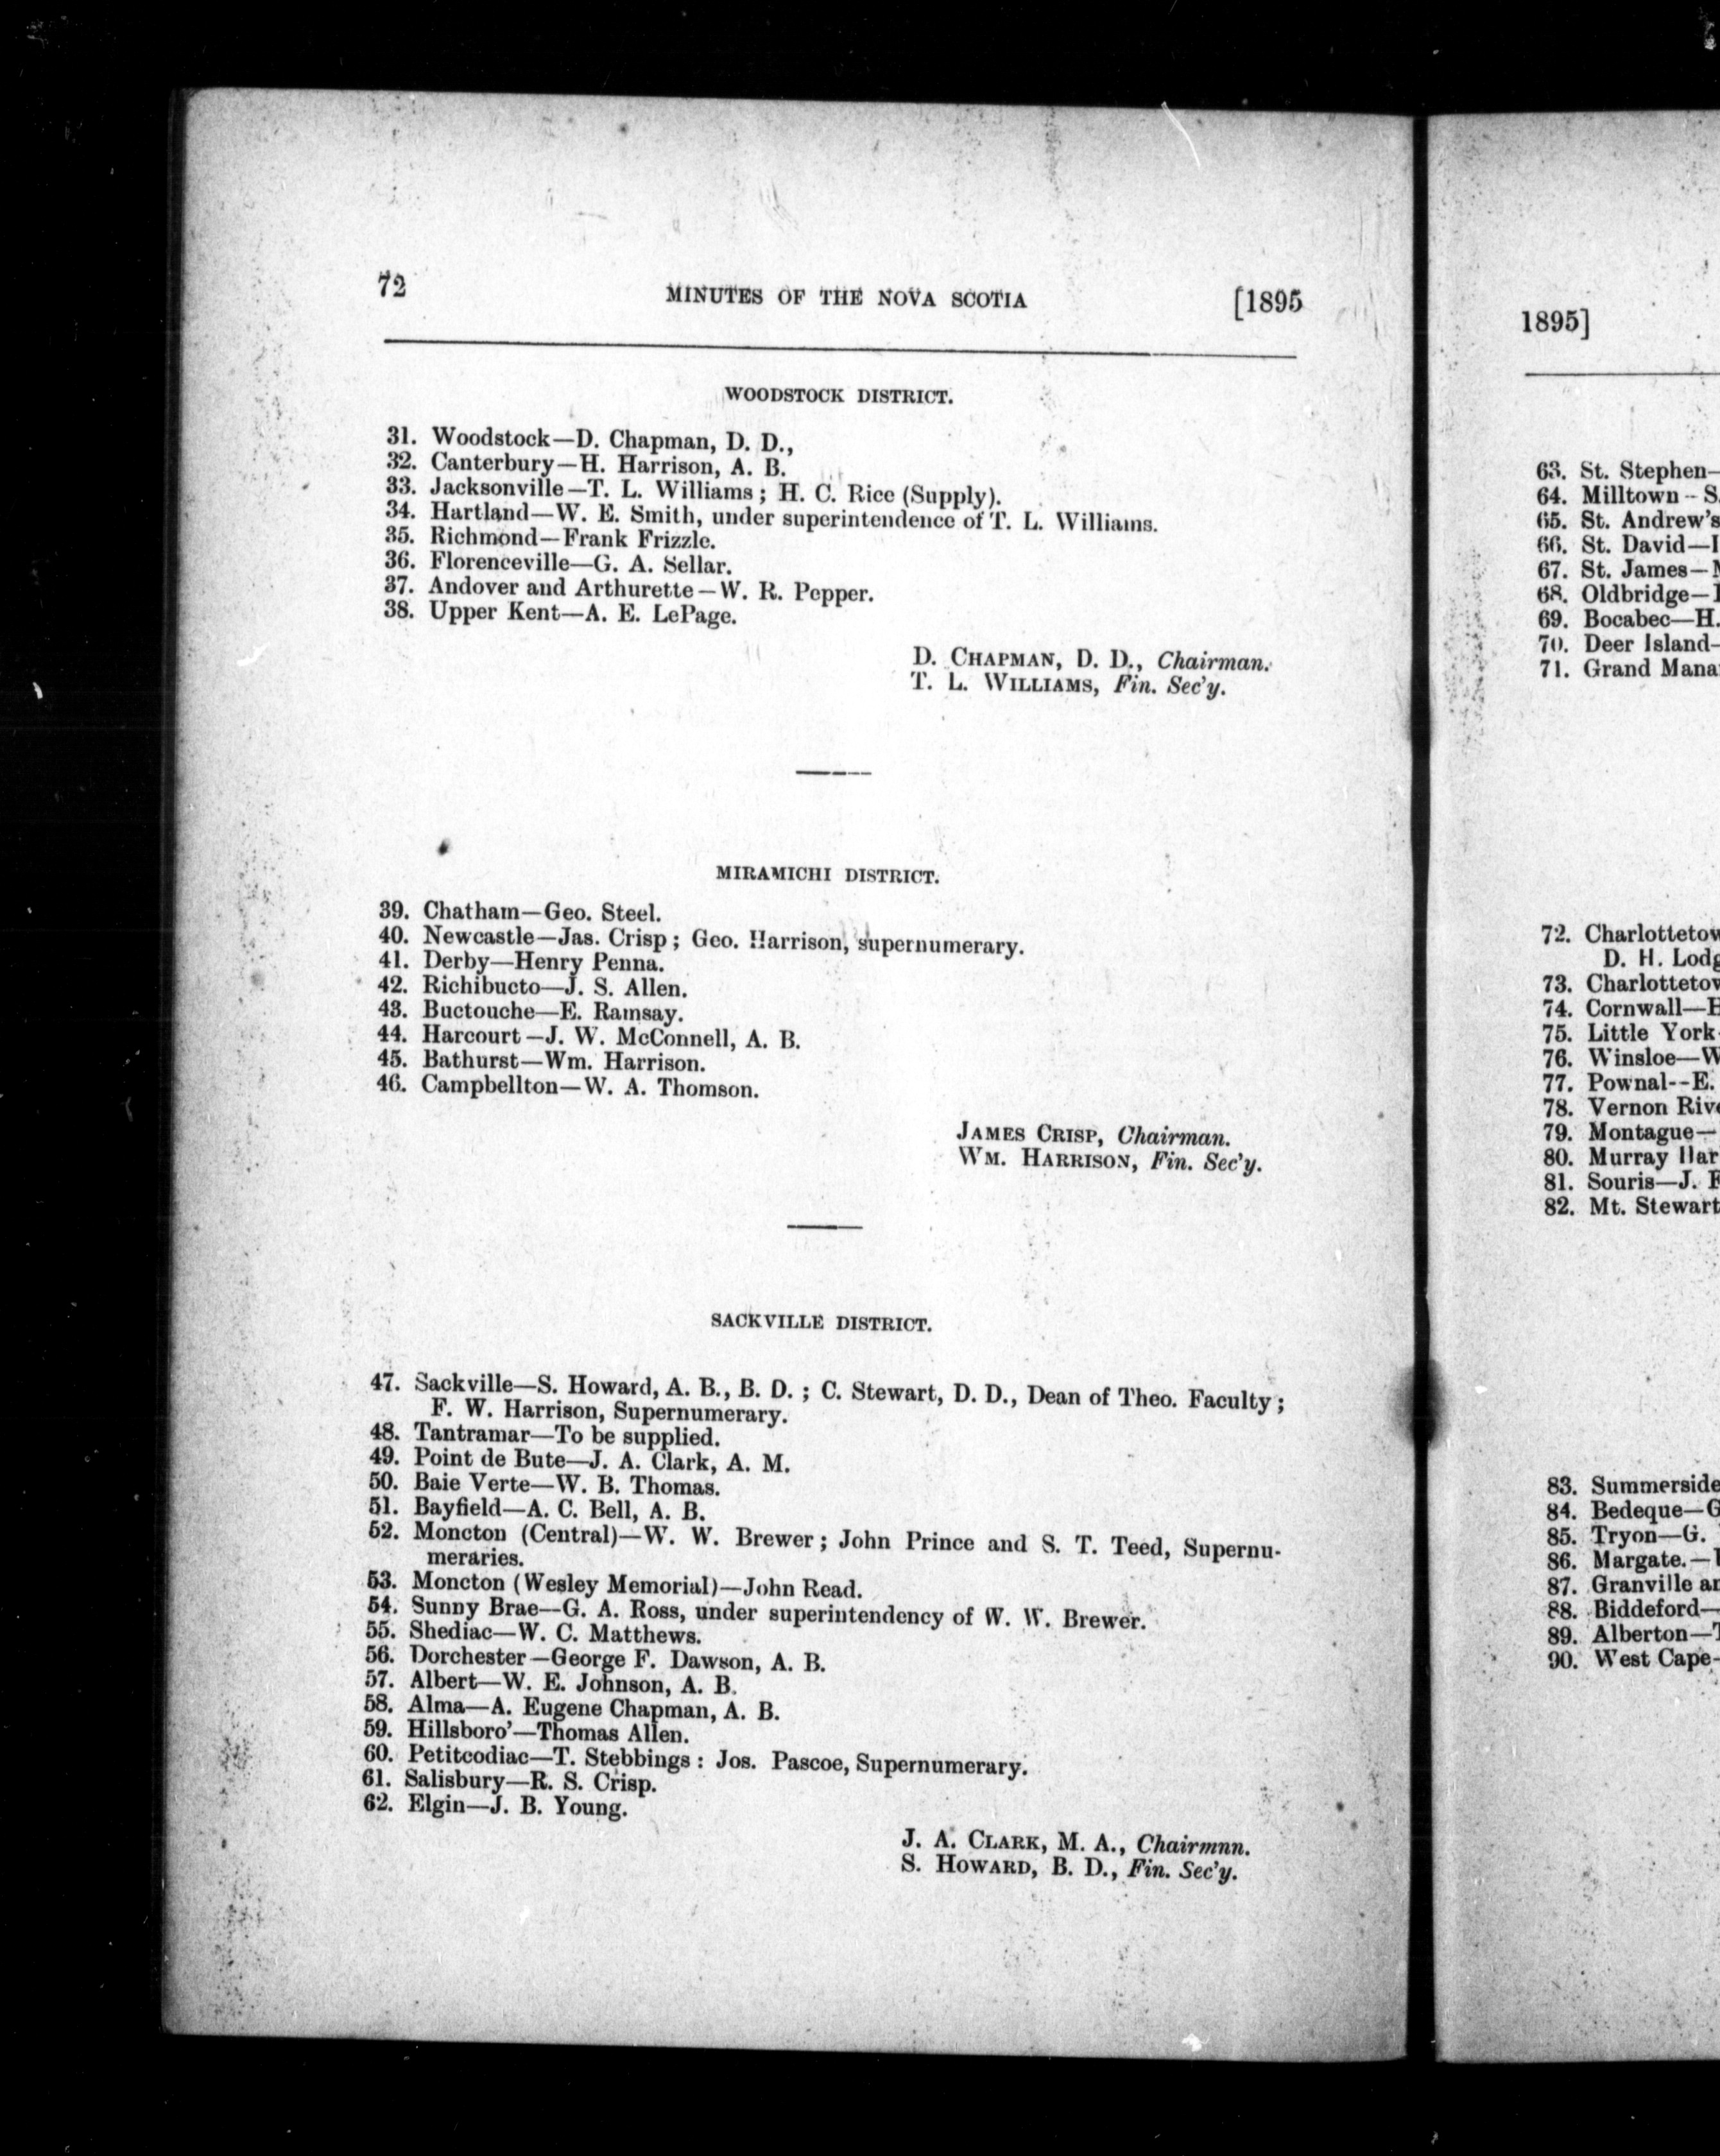 72 MINUTES OF THE NOVA SCOTIA [1895
WOODSTOCK DISTRICT.
31. Woodstock—D. Chapman, D. D.,
32. Canterbury—H. Harrison, A. B.
33. Jacksonville—T. L. Williams; H. C. Rice (Supply).
34. Hartland—W. E. Smith, under superintendence of T. L. Williams.
35. Richmond—Frank Frizzle.
36. Florenceville—G. A. Sellar.
37. Andover and Arthurette—W. R. Pepper.
38. Upper Kent—A. E. LePage.
D. CHAPMAN, D. D., Chairman.
T. L. WILLIAMS, Fin. Sec'y.
MIRAMICHI DISTRICT.
39. Chatham—Geo. Steel.
40. Newcastle—Jas. Crisp; Geo. Harrison, supernumerary.
41. Derby—Henry Penna.
42. Richibucto—J. S. Allen.
43. Buctouche—E. Ramsay.
44. Harcourt—J. W. McConnell, A. B.
45. Bathurst—Wm. Harrison.
46. Campbellton—W. A. Thomson.
JAMES CRISP, Chairman.
WM. HARRISON, Fin. Sec'y.
SACKVILLE DISTRICT.
47. Sackville—S. Howard, A. B., B. D.; C. Stewart, D. D., Dean of Theo. Faculty;
F. W. Harrison, Supernumerary.
48. Tantramar—To be supplied.
49. Point de Bute—J. A. Clark, A. M.
50. Baie Verte—W. B. Thomas.
51. Bayfield—A. C. Bell, A. B.
52. Moncton (Central)—W. W. Brewer; John Prince and S. T. Teed, Supernu-
meraries.
53. Moncton (Wesley Memorial)—John Read.
54. Sunny Brae—G. A. Ross, under superintendency of W. W. Brewer.
55. Shediac—W. C. Matthews.
56. Dorchester—George F. Dawson, A. B.
57. Albert—W. E. Johnson, A. B.
58. Alma—A. Eugene Chapman, A. B.
59. Hillsboro'—Thomas Allen.
60. Petitcodiac—T. Stebbings: Jos. Pascoe, Supernumerary.
61. Salisbury—R. S. Crisp.
62. Elgin—J. B. Young.
J. A. CLARK, M. A., Chairmnn.
S. HOWARD, B. D., Fin. Sec'y.
1895]
63. St. Stephen—
64. Milltown -- S.
65. St. Andrew's
66. St. David—
67. St. James—
68. Oldbridge—
69. Bocabec—H.
70. Deer Island—
71. Grand Mana
72. Charlottetow
D. H. Lodg
73. Charlottetow
74. Cornwall—
75. Little York
76. Winsloe—W
77. Pownal--E.
78. Vernon Rive
79. Montague—
80. Murray Har
81. Souris—J.
82. Mt. Stewart
83. Summerside
84. Bedeque—G
85. Tryon—G.
86. Margate.—
87. Granville an
88. Biddeford—
89. Alberton—
90. West Cape-